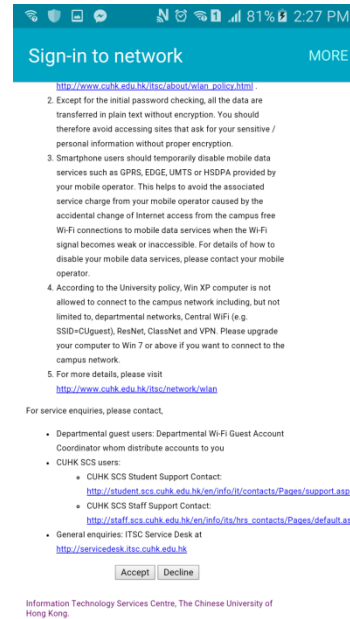 81% 2:27 PM
Sign-in to network MORE
http://www.cuhk.edu.hk/itsc/about/wlan_policy.html .
2. Except for the initial password checking, all the data are
transferred in plain text without encryption. You should
therefore avoid accessing sites that ask for your sensitive /
personal information without proper encryption.
3. Smartphone users should temporarily disable mobile data
services such as GPRS, EDGE, UMTS or HSDPA provided by
your mobile operator. This helps to avoid the associated
service charge from your mobile operator caused by the
accidental change of Internet access from the campus free
Wi-Fi connections to mobile data services when the Wi-Fi
signal becomes weak or inaccessible. For details of how to
disable your mobile data services, please contact your mobile
operator.
4. According to the University policy, Win XP computer is not
allowed to connect to the campus network including, but not
limited to, departmental networks, Central WiFi (e.g.
SSID=CUguest), ResNet, ClassNet and VPN. Please upgrade
your computer to Win 7 or above if you want to connect to the
campus network.
5. For more details, please visit
http://www.cuhk.edu.hk/itsc/network/wlan
For service enquiries, please contact,
• Departmental guest users: Departmental Wi-Fi Guest Account
Coordinator whom distribute accounts to you
• CUHK SCS users:
CUHK SCS Student Support Contact:
http://student.scs.cuhk.edu.hk/en/info/it/contacts/Pages/support.asp
CUHK SCS Staff Support Contact:
http://staff.scs.cuhk.edu.hk/en/info/its/hrs_contacts/Pages/default.as
• General enquiries: ITSC Service Desk at
http://servicedesk.itsc.cuhk.edu.hk
Accept Decline
Information Technology Services Centre, The Chinese University of
Hong Kong.